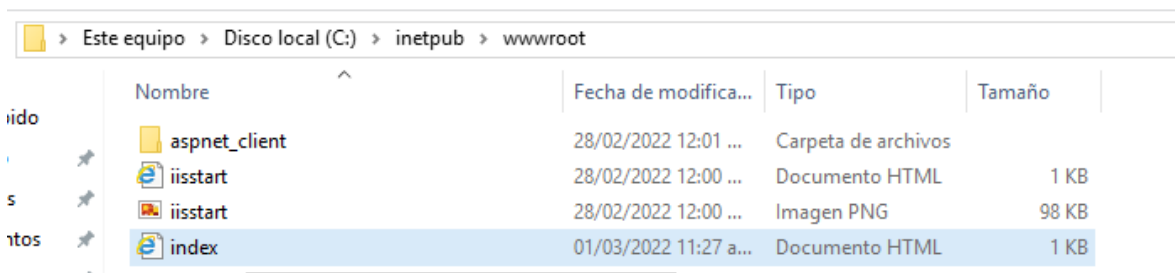 Este equipo > Disco local (C:) > inetpub > wwwroot
Nombre Fecha de modifica... Tipo Tamaño
aspnet_client 28/02/2022 12:01 ... Carpeta de archivos
iisstart 28/02/2022 12:00 ... Documento HTML 1 KB
iisstart 28/02/2022 12:00 ... Imagen PNG 98 KB
index 01/03/2022 11:27 a... Documento HTML 1 KB